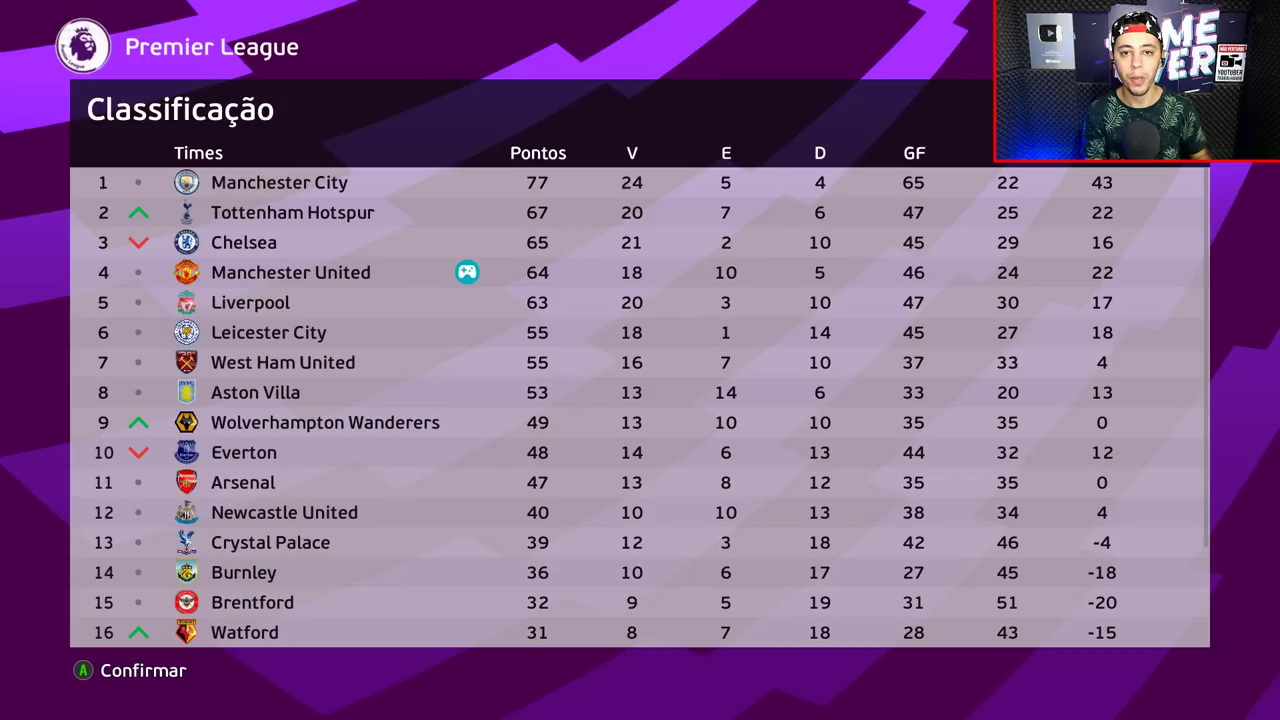 Premier League
Classificação
Times Pontos V E D GF
1 Manchester City 77 24 5 4 65 22 43
2 Tottenham Hotspur 67 20 7 6 47 25 22
3 Chelsea 65 21 2 10 45 29 16
4 Manchester United 64 18 10 5 46 24 22
5 Liverpool 63 20 3 10 47 30 17
6 Leicester City 55 18 1 14 45 27 18
7 West Ham United 55 16 7 10 37 33 4
8 Aston Villa 53 13 14 6 33 20 13
9 Wolverhampton Wanderers 49 13 10 10 35 35 0
10 Everton 48 14 6 13 44 32 12
11 Arsenal 47 13 8 12 35 35 0
12 Newcastle United 40 10 10 13 38 34 4
13 Crystal Palace 39 12 3 18 42 46 -4
14 Burnley 36 10 6 17 27 45 -18
15 Brentford 32 9 5 19 31 51 -20
16 Watford 31 8 7 18 28 43 -15
A Confirmar
NÃO PERTURBE
YOUTUBER
TRABALHANDO